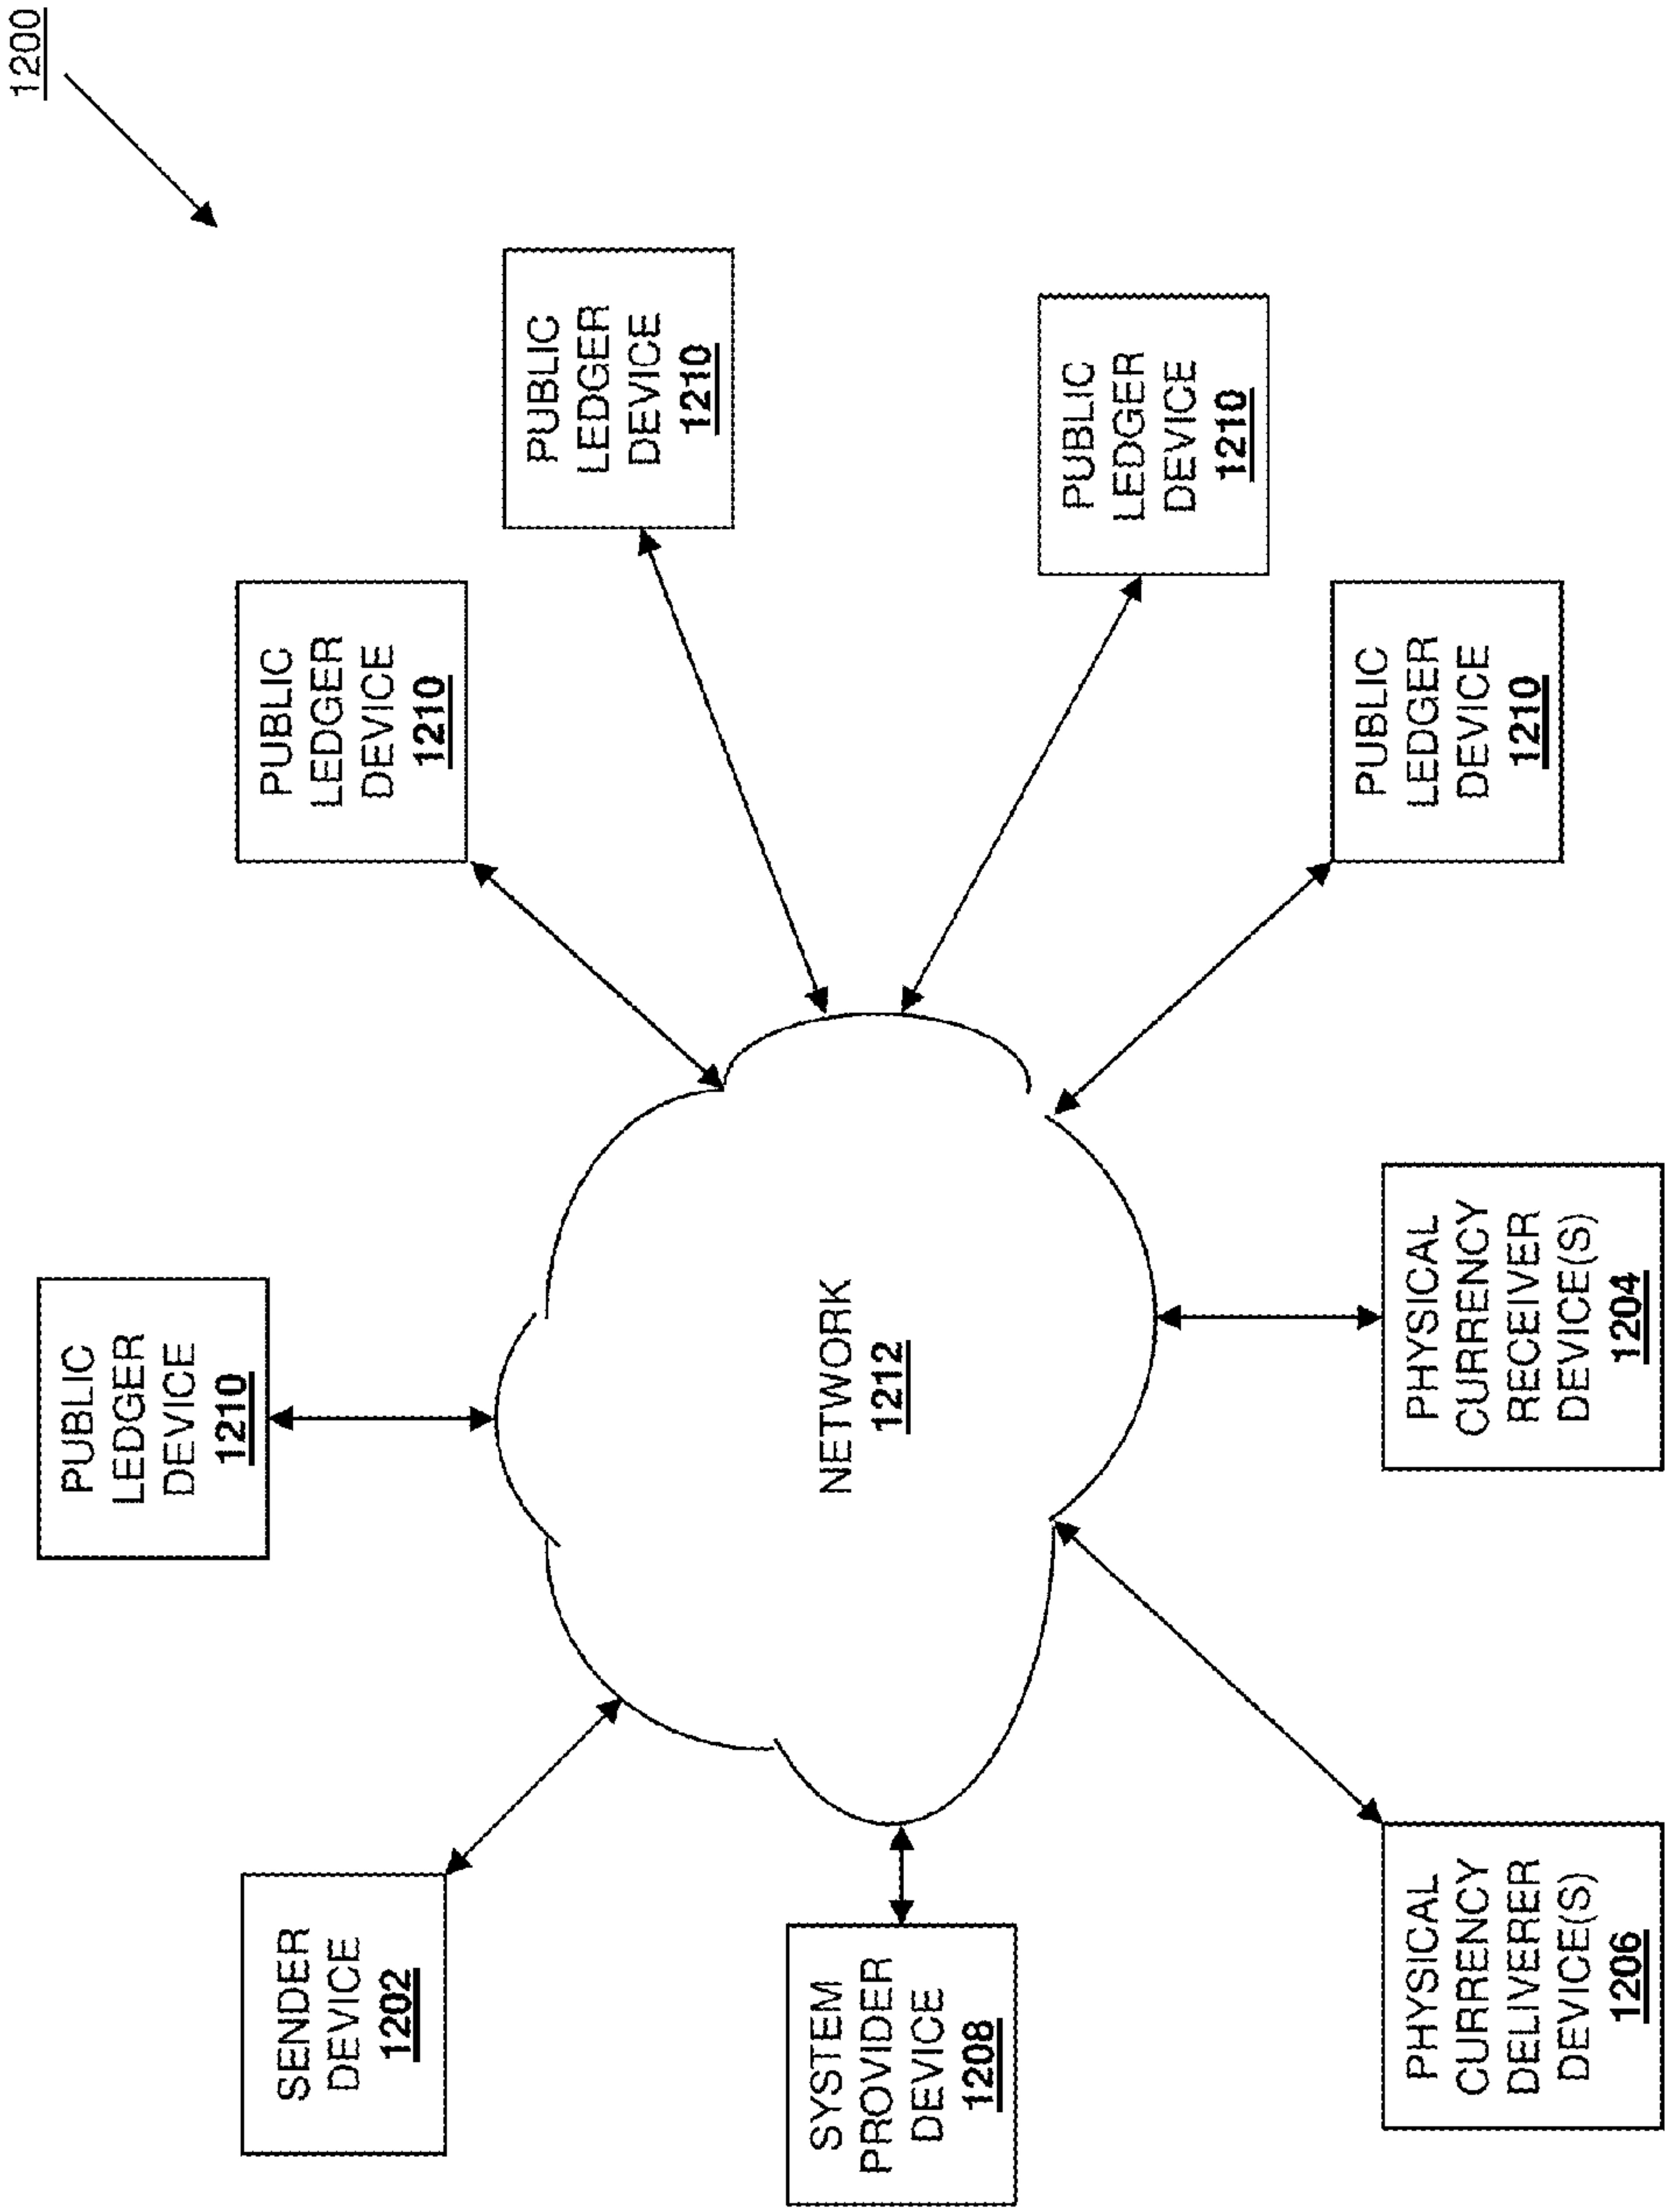 1200
SENDER
DEVICE
1202
PUBLIC
LEDGER
DEVICE
1210
PUBLIC
LEDGER
DEVICE
1210
PUBLIC
LEDGER
DEVICE
1210
SYSTEM
PROVIDER
DEVICE
1208
NETWORK
1212
PUBLIC
LEDGER
DEVICE
1210
PHYSICAL
CURRENCY
DELIVERER
DEVICE(S)
1206
PHYSICAL
CURRENCY
RECEIVER
DEVICE(S)
1204
PUBLIC
LEDGER
DEVICE
1210